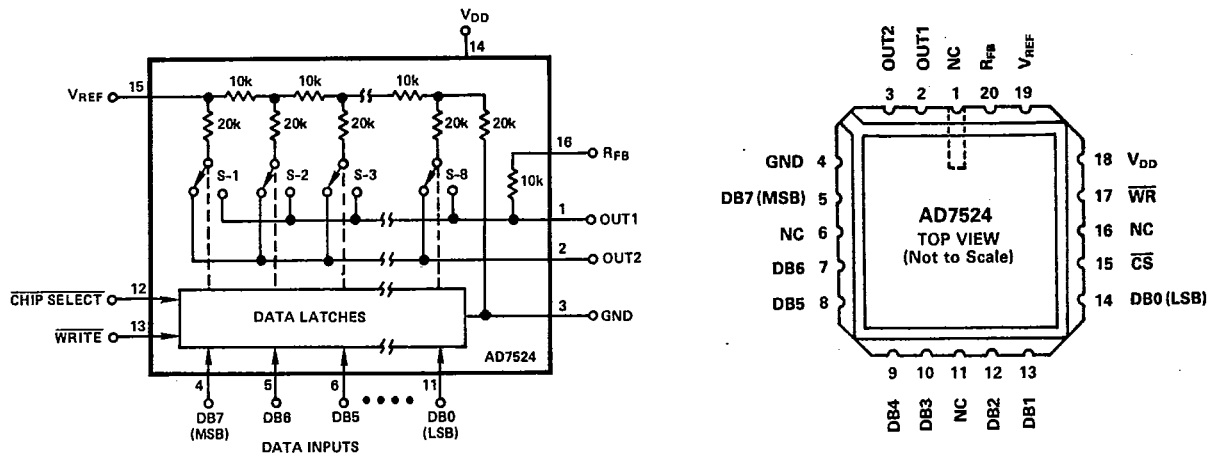 VDD
14
VREF 15
10k 10k 10k
20k 20k 20k 20k 20k
16 RFB
S-1 S-2 S-3 S-8
10k
1 OUT1
2 OUT2
CHIP SELECT 12
DATA LATCHES
3 GND
WRITE 13
AD7524
4 5 6 11
DB7 DB6 DB5 DB0
(MSB) (LSB)
DATA INPUTS
OUT2 OUT1 NC RFB VREF
3 2 1 20 19
GND 4
18 VDD
DB7 (MSB) 5
17 WR
AD7524
TOP VIEW
(Not to Scale)
NC 6
16 NC
DB6 7
15 CS
DB5 8
14 DB0 (LSB)
9 10 11 12 13
DB4 DB3 NC DB2 DB1